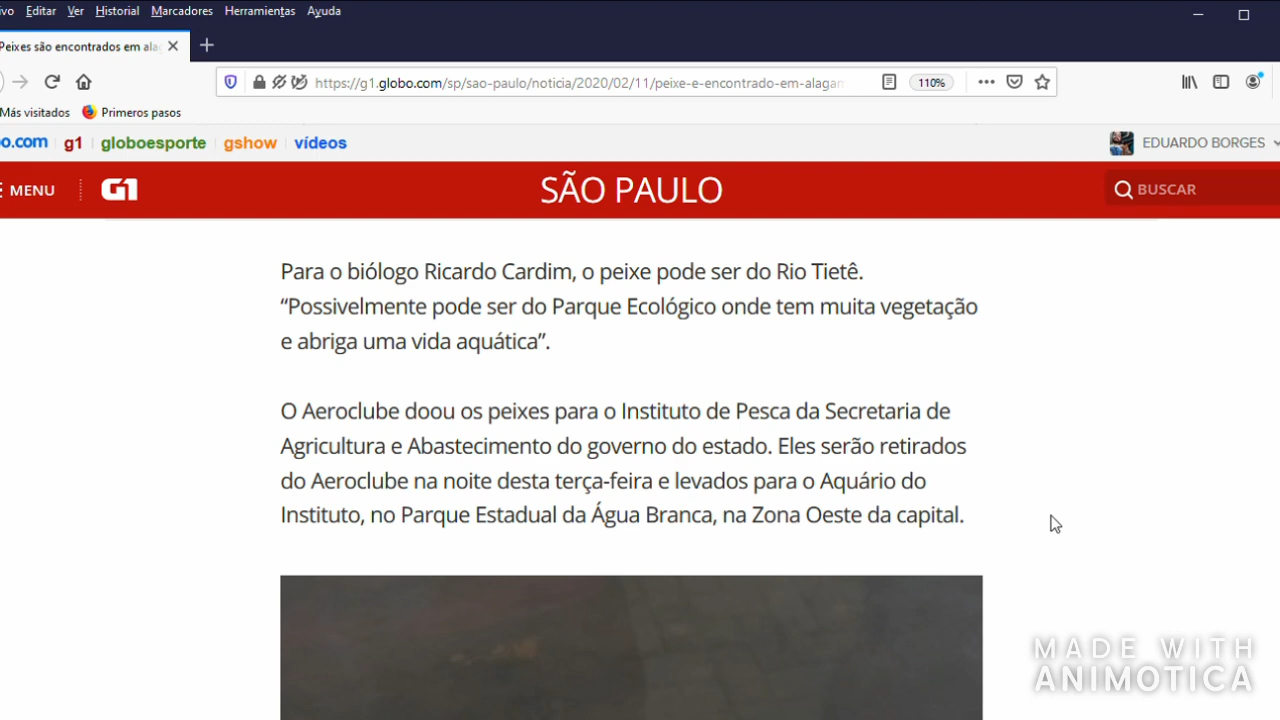 ivo Editar Ver Historial Marcadores Herramientas Ayuda
Peixes são encontrados em alag
https://g1.globo.com/sp/sao-paulo/noticia/2020/02/11/peixe-e-encontrado-em-alagam 110%
Más visitados Primeros pasos
bo.com g1 globoesporte gshow vídeos EDUARDO BORGES
MENU G1 SÃO PAULO BUSCAR
Para o biólogo Ricardo Cardim, o peixe pode ser do Rio Tietê.
“Possivelmente pode ser do Parque Ecológico onde tem muita vegetação
e abriga uma vida aquática”.
O Aeroclube doou os peixes para o Instituto de Pesca da Secretaria de
Agricultura e Abastecimento do governo do estado. Eles serão retirados
do Aeroclube na noite desta terça-feira e levados para o Aquário do
Instituto, no Parque Estadual da Água Branca, na Zona Oeste da capital.
MADE WITH
ANIMOTICA